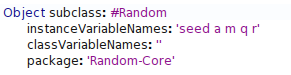 Object subclass: #Random
instanceVariableNames: 'seed a m q r'
classVariableNames: ''
package: 'Random-Core'